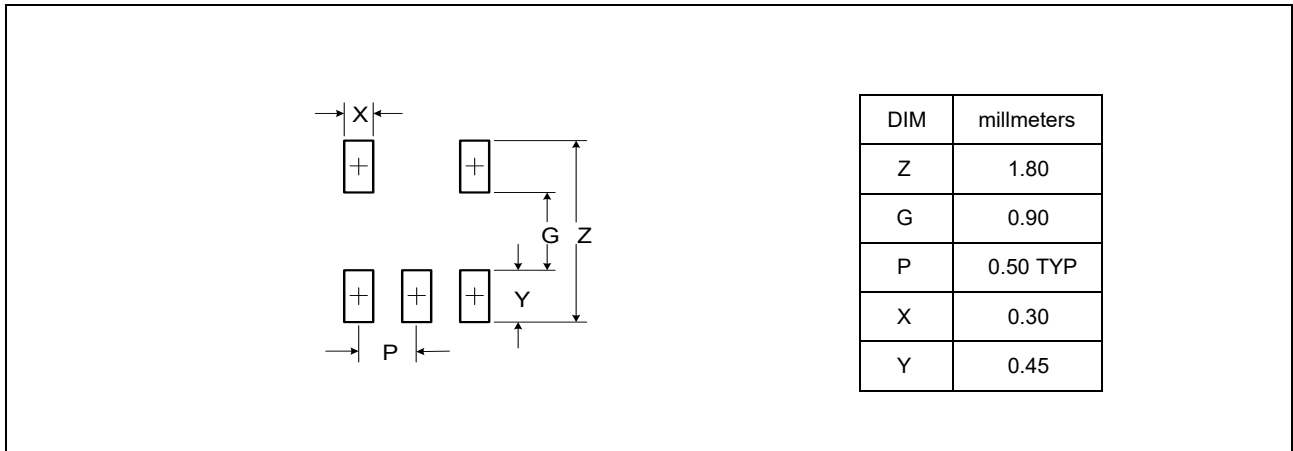 X
G Z
Y
P
DIM millmeters
Z 1.80
G 0.90
P 0.50 TYP
X 0.30
Y 0.45